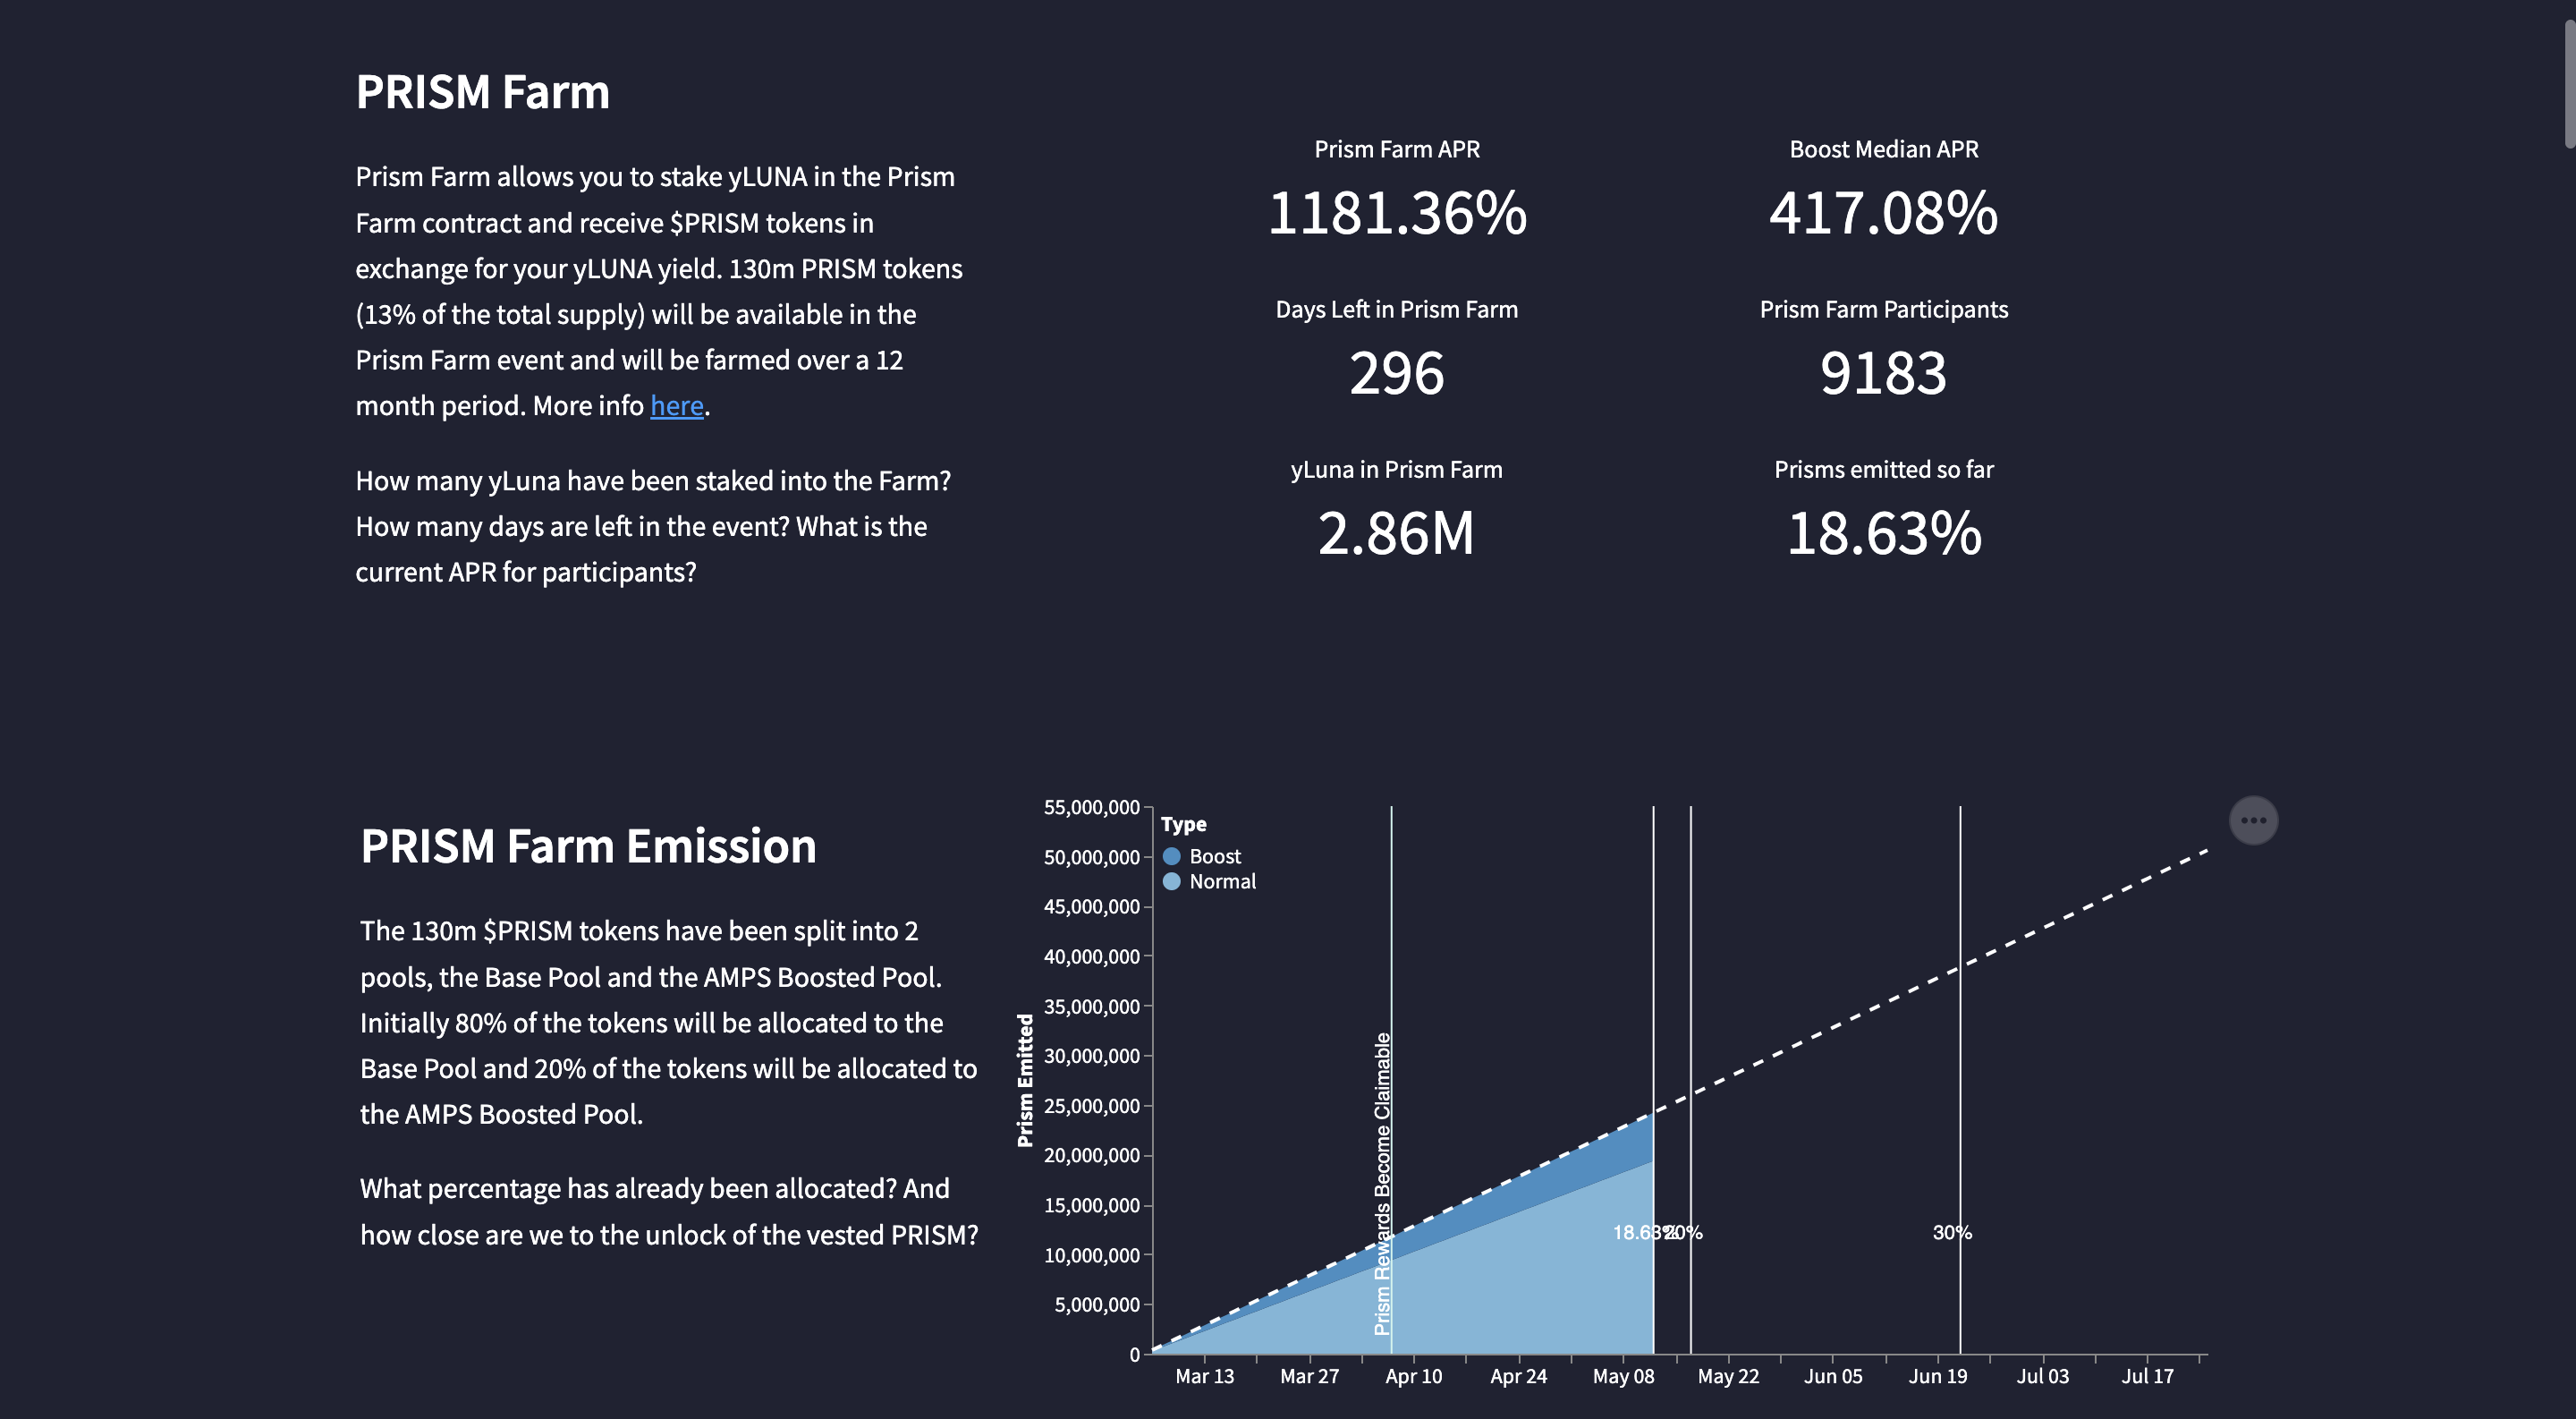 PRISM Farm
Prism Farm allows you to stake yLUNA in the Prism
Farm contract and receive $PRISM tokens in
exchange for your yLUNA yield. 130m PRISM tokens
(13% of the total supply) will be available in the
Prism Farm event and will be farmed over a 12
month period. More info here.
How many yLuna have been staked into the Farm?
How many days are left in the event? What is the
current APR for participants?
Prism Farm APR
1181.36%
Boost Median APR
417.08%
Days Left in Prism Farm
296
Prism Farm Participants
9183
yLuna in Prism Farm
2.86M
Prisms emitted so far
18.63%
PRISM Farm Emission
The 130m $PRISM tokens have been split into 2
pools, the Base Pool and the AMPS Boosted Pool.
Initially 80% of the tokens will be allocated to the
Base Pool and 20% of the tokens will be allocated to
the AMPS Boosted Pool.
What percentage has already been allocated? And
how close are we to the unlock of the vested PRISM?
Prism Emitted
55,000,000
50,000,000
45,000,000
40,000,000
35,000,000
30,000,000
25,000,000
20,000,000
15,000,000
10,000,000
5,000,000
0
Type
Boost
Normal
Prism Rewards Become Claimable
18.63%
20%
30%
Mar 13
Mar 27
Apr 10
Apr 24
May 08
May 22
Jun 05
Jun 19
Jul 03
Jul 17